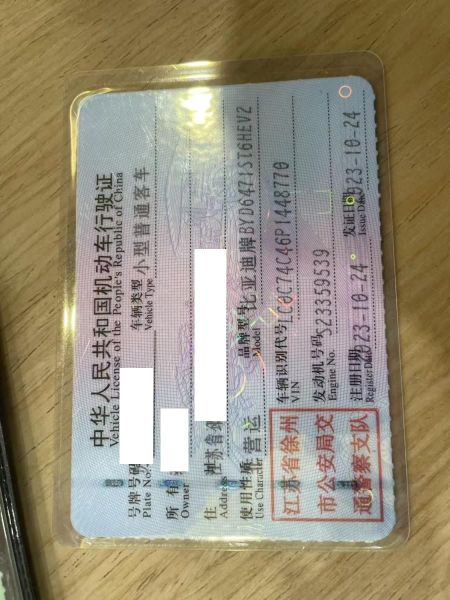 中华人民共和国机动车行驶证
Vehicle License of the People's Republic of China
号牌号 车辆类型 小型普通客车
Plate No. Vehicle Type
所有
Owner
住 江苏省
Address
使用性质 营运 品牌型号 比亚迪牌BYD6471ST6HEV2
Use Character Model
江苏省徐州
市公安局交
通警察支队
车辆识别代号 LC0C74C46P1448770
VIN
发动机号码 523359539
Engine No.
注册日期 023-10-24 发证日期 023-10-24
Register Date Issue Date